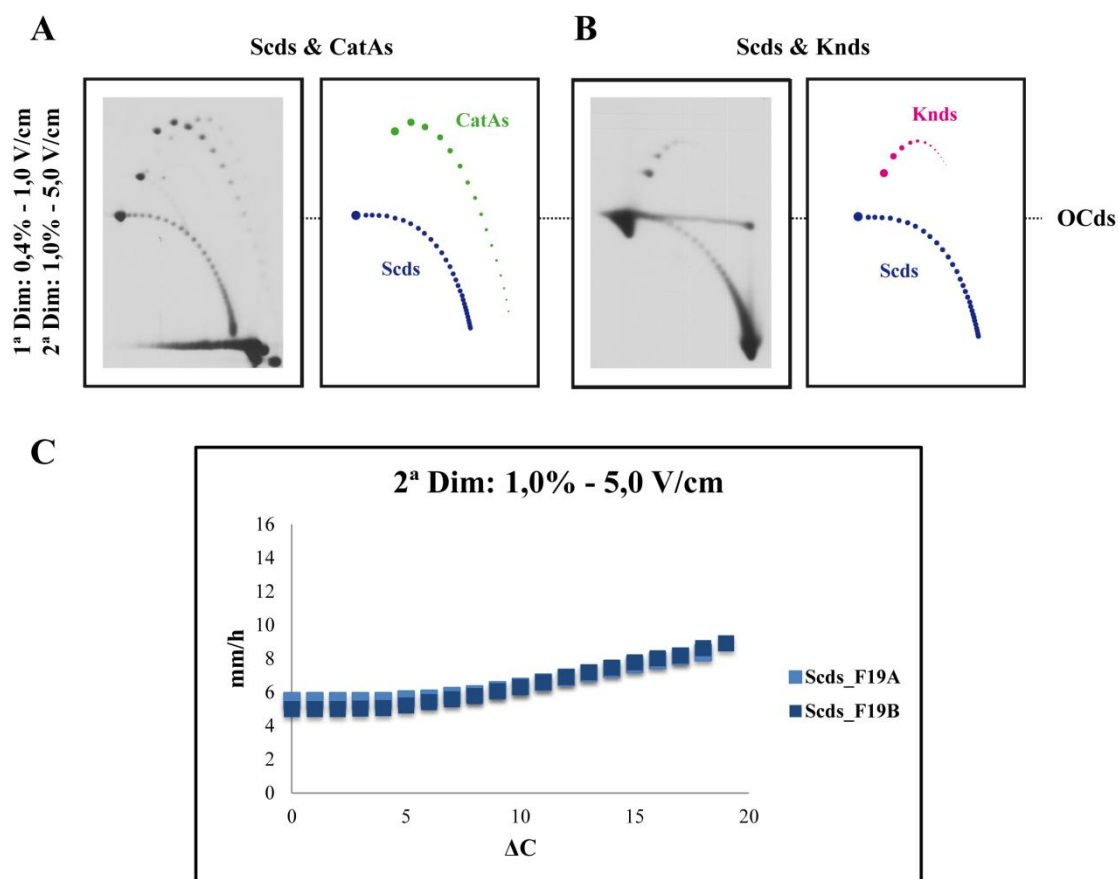 A
Scds & CatAs
B
Scds & Knds
1ª Dim: 0,4% - 1,0 V/cm
2ª Dim: 1,0% - 5,0 V/cm
CatAs
Scds
Knds
Scds
OCds
C
2ª Dim: 1,0% - 5,0 V/cm
mm/h
16
14
12
10
8
6
4
2
0
0 5 10 15 20
ΔC
Scds_F19A
Scds_F19B